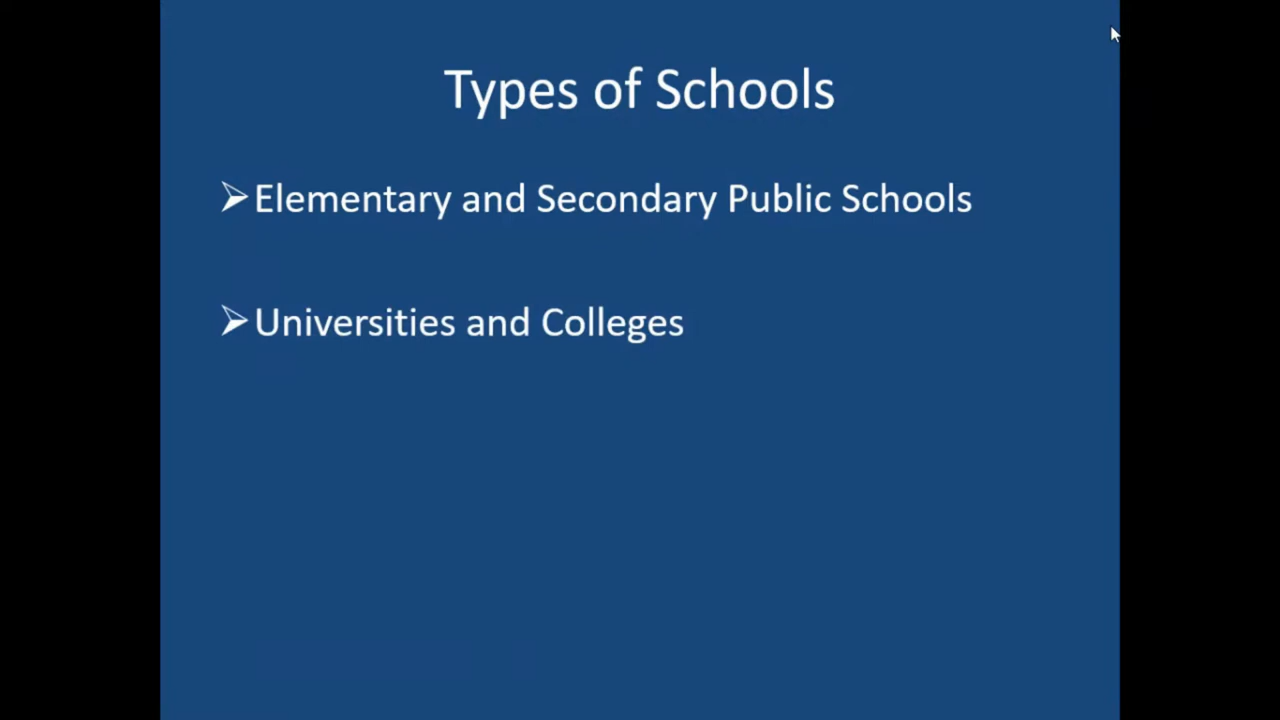 Types of Schools
➢Elementary and Secondary Public Schools
➢Universities and Colleges